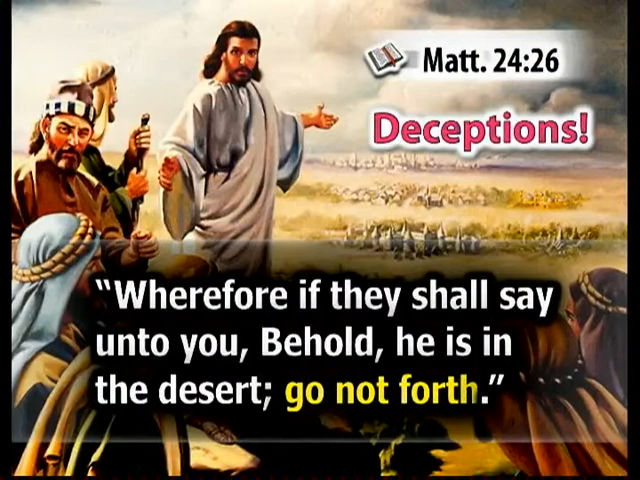 Matt. 24:26
Deceptions!
“Wherefore if they shall say
unto you, Behold, he is in
the desert; go not forth.”